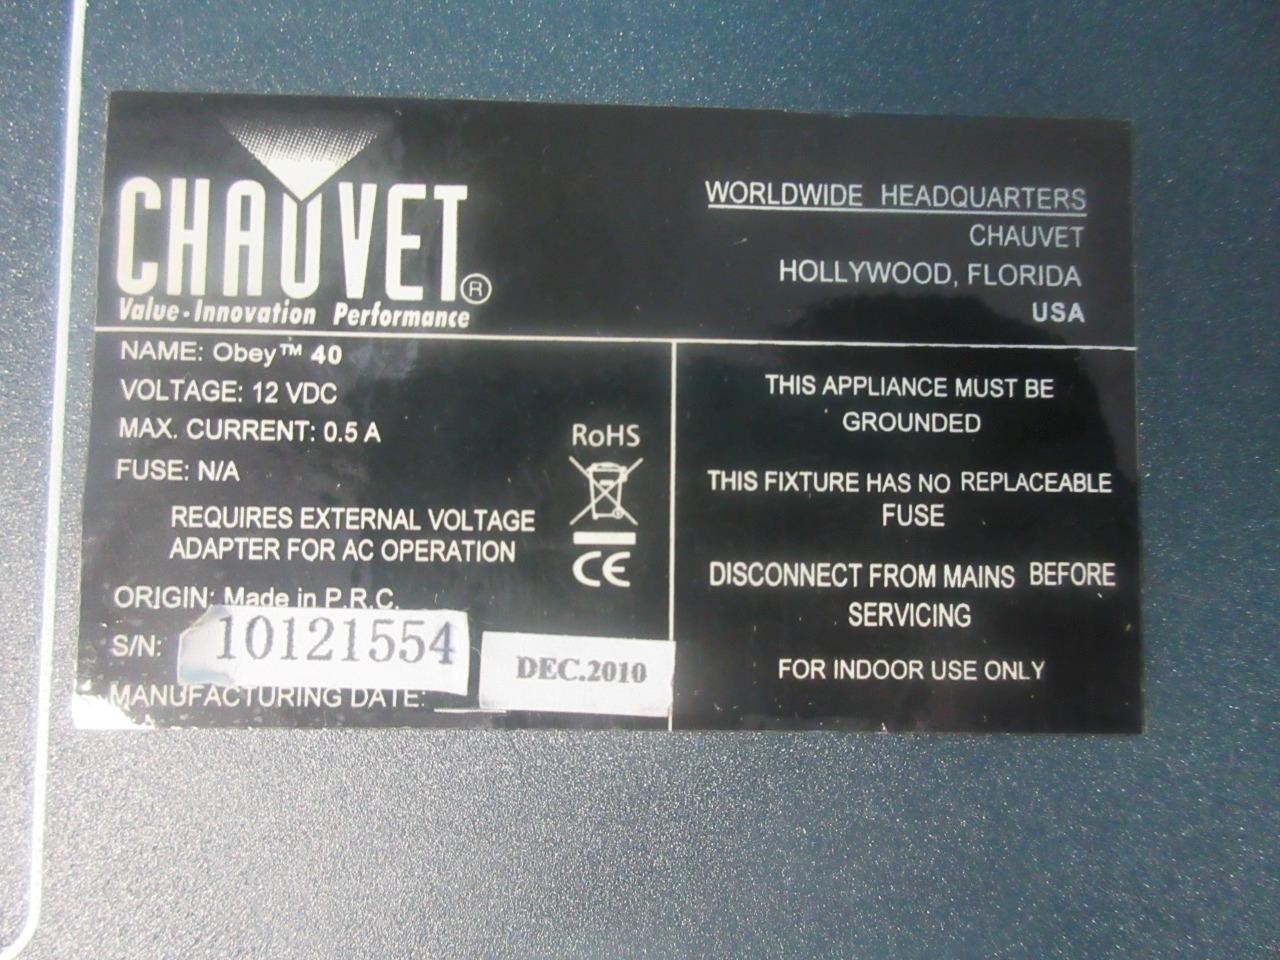 CHAUVET®
Value-Innovation Performance
WORLDWIDE HEADQUARTERS
CHAUVET
HOLLYWOOD, FLORIDA
USA
NAME: Obey™ 40
VOLTAGE: 12 VDC
MAX. CURRENT: 0.5 A
FUSE: N/A
REQUIRES EXTERNAL VOLTAGE
ADAPTER FOR AC OPERATION
ORIGIN: Made in P.R.C.
S/N: 10121554
MANUFACTURING DATE: DEC.2010
RoHS
CE
THIS APPLIANCE MUST BE
GROUNDED
THIS FIXTURE HAS NO REPLACEABLE
FUSE
DISCONNECT FROM MAINS BEFORE
SERVICING
FOR INDOOR USE ONLY